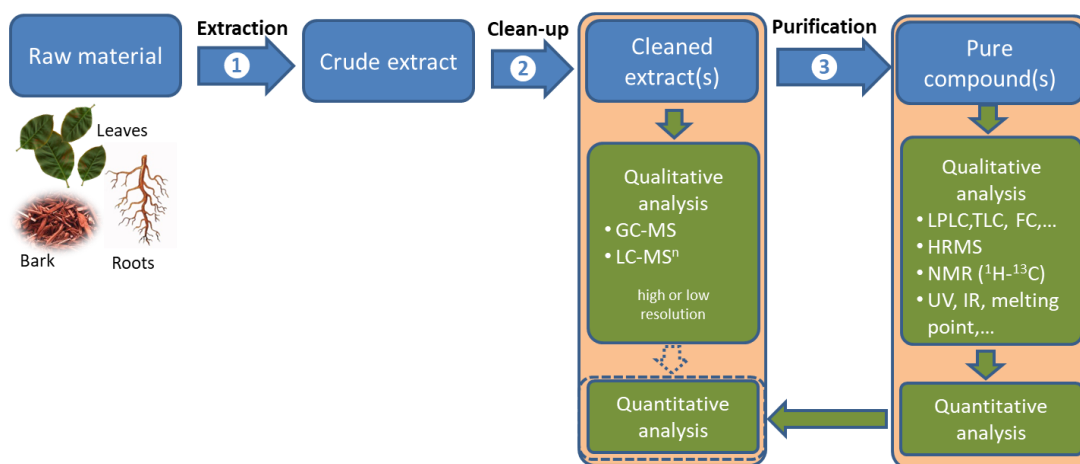 Extraction
Clean-up
Purification
Raw material
1
Crude extract
2
Cleaned
extract(s)
3
Pure
compound(s)
Leaves
Bark
Roots
Qualitative
analysis
• GC-MS
• LC-MSⁿ
high or low
resolution
Quantitative
analysis
Qualitative
analysis
• LPLC,TLC, FC,...
• HRMS
• NMR (¹H-¹³C)
• UV, IR, melting
point,...
Quantitative
analysis